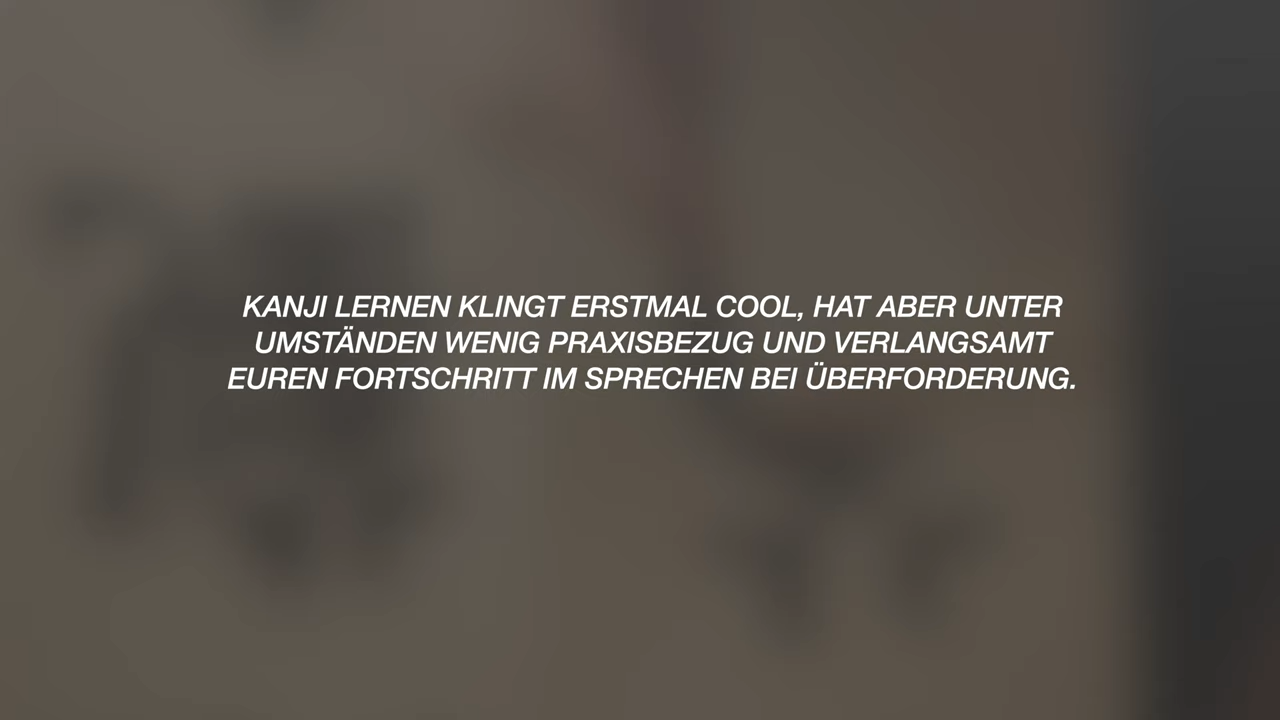 KANJI LERNEN KLINGT ERSTMAL COOL, HAT ABER UNTER
UMSTÄNDEN WENIG PRAXISBEZUG UND VERLANGSAMT
EUREN FORTSCHRITT IM SPRECHEN BEI ÜBERFORDERUNG.